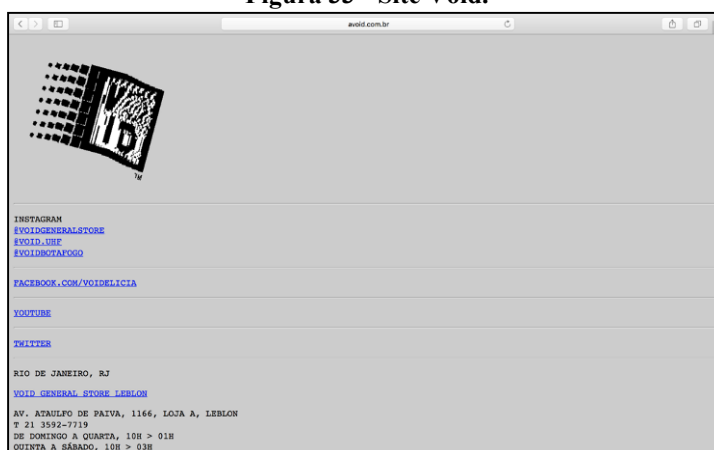 Figura 33 - Site Void.
avoid.com.br
VOID
TM
INSTAGRAM
@VOIDGENERALSTORE
@VOID.UHF
@VOIDBOTAFOGO
FACEBOOK.COM/VOIDELICIA
YOUTUBE
TWITTER
RIO DE JANEIRO, RJ
VOID GENERAL STORE LEBLON
AV. ATAULFO DE PAIVA, 1166, LOJA A, LEBLON
T 21 3592-7719
DE DOMINGO A QUARTA, 10H > 01H
QUINTA A SÁBADO, 10H > 03H